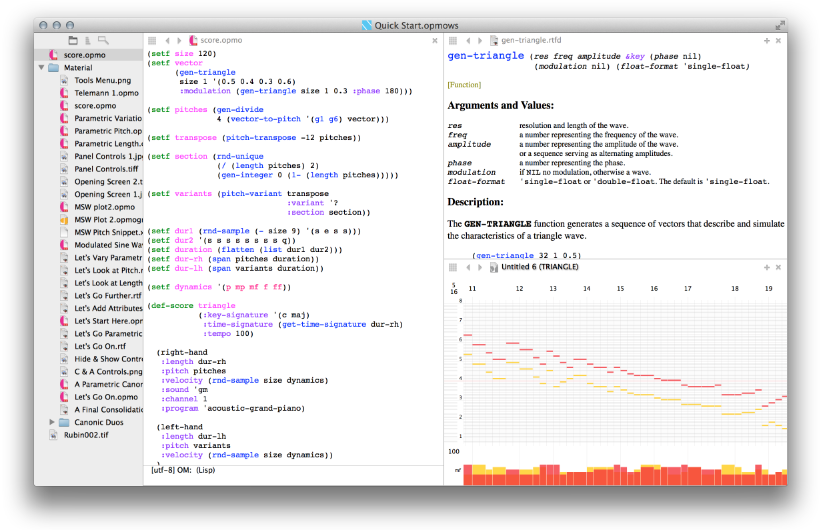 Quick Start.opmows
score.opmo
Material
Tools Menu.png
Telemann 1.opmo
score.opmo
Parametric Variatio
Parametric Pitch.op
Parametric Length.o
Panel Controls 1.jp
Panel Controls.tiff
Opening Screen 2.t
Opening Screen 1.j
MSW plot2.opmo
MSW Plot 2.opmogr
MSW Pitch Snippet.x
Modulated Sine Wav
Let's Vary Parametr
Let's Look at Pitch.r
Let's Look at Length
Let's Go Further.rtf
Let's Add Attributes
Let's Start Here.opm
Let's Go Parametric
Let's Go On.rtf
Hide & Show Contro
C & A Controls.png
A Parametric Canon
Let's Go On.opmo
A Final Consolidatio
Canonic Duos
Rubin002.tif
score.opmo
(setf size 120)
(setf vector
(gen-triangle
size 1 '(0.5 0.4 0.3 0.6)
:modulation (gen-triangle size 1 0.3 :phase 180)))
(setf pitches (gen-divide
4 (vector-to-pitch '(g1 g6) vector)))
(setf transpose (pitch-transpose -12 pitches))
(setf section (rnd-unique
(/ (length pitches) 2)
(gen-integer 0 (1- (length pitches)))))
(setf variants (pitch-variant transpose
:variant '?
:section section))
(setf dur1 (rnd-sample (- size 9) '(s e s s)))
(setf dur2 '(s s s s s s s s q))
(setf duration (flatten (list dur1 dur2)))
(setf dur-rh (span pitches duration))
(setf dur-lh (span variants duration))
(setf dynamics '(p mp mf f ff))
(def-score triangle
(:key-signature '(c maj)
:time-signature (get-time-signature dur-rh)
:tempo 100)
(right-hand
:length dur-rh
:pitch pitches
:velocity (rnd-sample size dynamics)
:sound 'gm
:channel 1
:program 'acoustic-grand-piano)
(left-hand
:length dur-lh
:pitch variants
:velocity (rnd-sample size dynamics))
[utf-8] OM: (Lisp)
gen-triangle.rtfd
gen-triangle (res freq amplitude &key (phase nil)
(modulation nil) (float-format 'single-float)
[Function]
Arguments and Values:
res resolution and length of the wave.
freq a number representing the frequency of the wave.
amplitude a number representing the amplitude of the wave.
or a sequence serving as alternating amplitudes.
phase a number representing the phase.
modulation if NIL no modulation, otherwise a wave.
float-format 'single-float or 'double-float. The default is 'single-float.
Description:
The GEN-TRIANGLE function generates a sequence of vectors that describe and simulate
the characteristics of a triangle wave.
(gen-triangle 32 1 0.5)
Untitled 6 (TRIANGLE)
5
16
11 12 13 14 15 16 17 18 19
8
7
6
5
4
3
2
1
100
mf